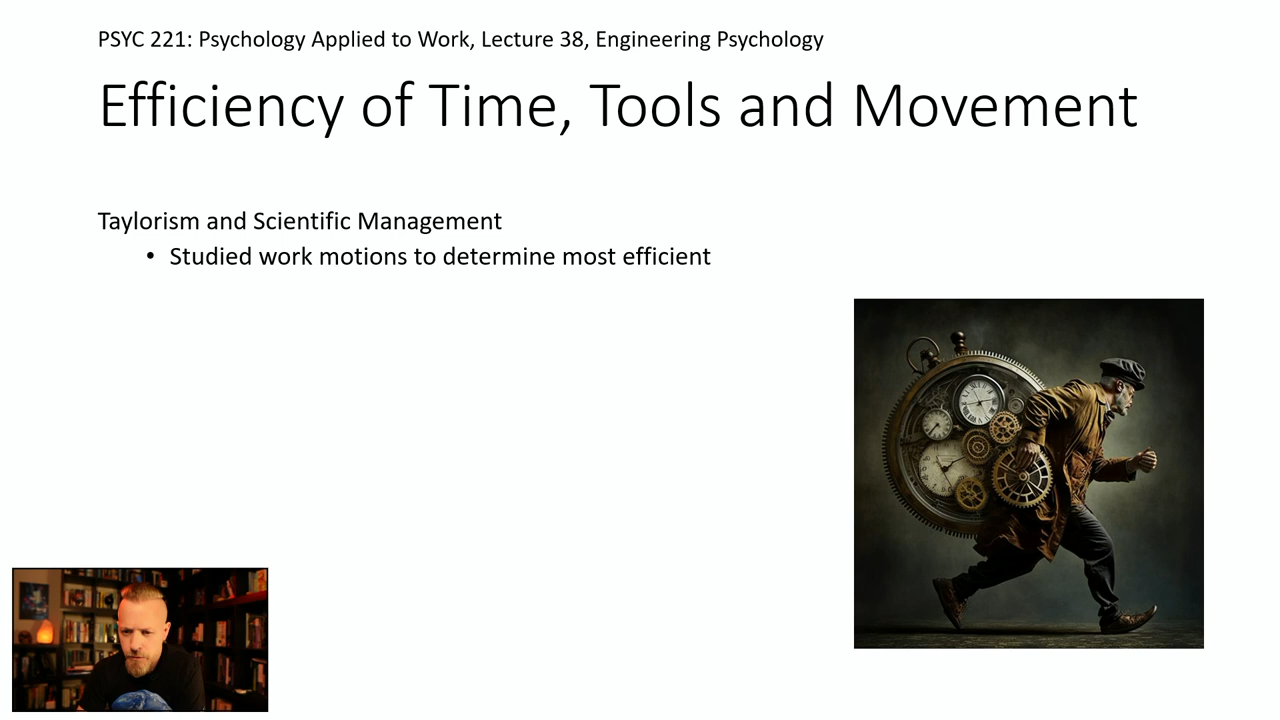 PSYC 221: Psychology Applied to Work, Lecture 38, Engineering Psychology
Efficiency of Time, Tools and Movement
Taylorism and Scientific Management
• Studied work motions to determine most efficient